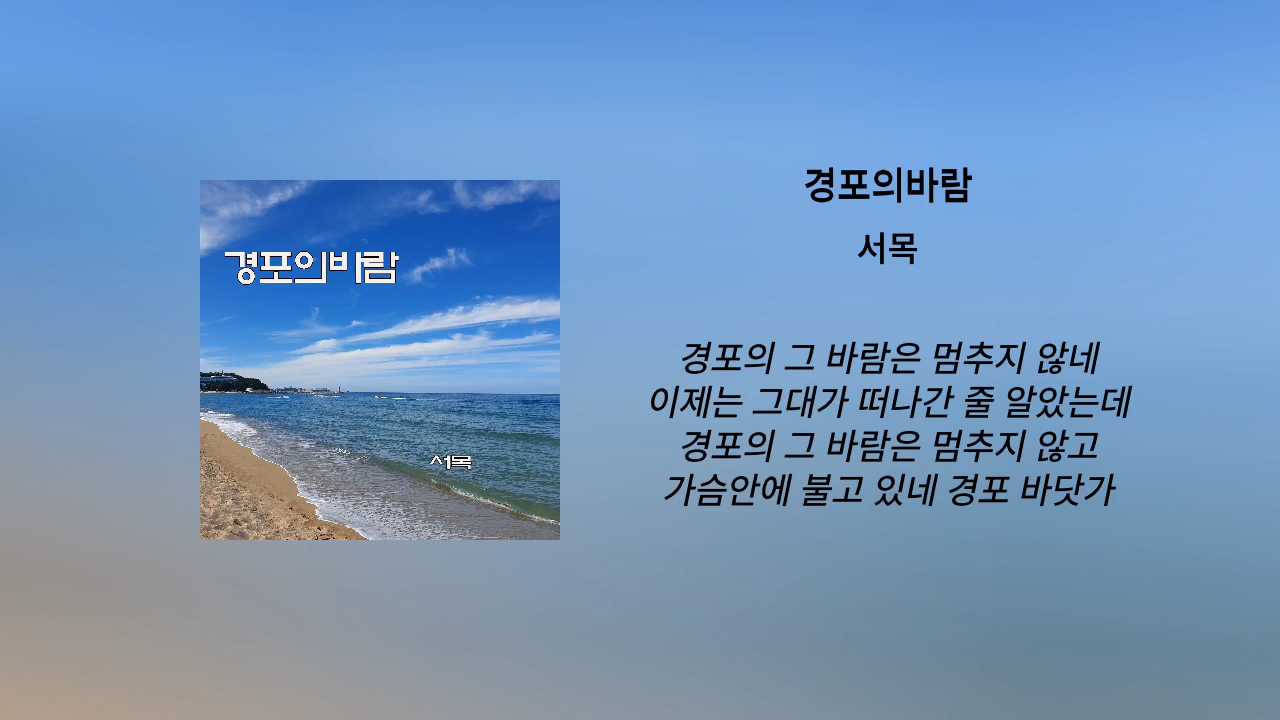 경포의바람
서목
경포의바람
서목
경포의 그 바람은 멈추지 않네
이제는 그대가 떠나간 줄 알았는데
경포의 그 바람은 멈추지 않고
가슴안에 불고 있네 경포 바닷가